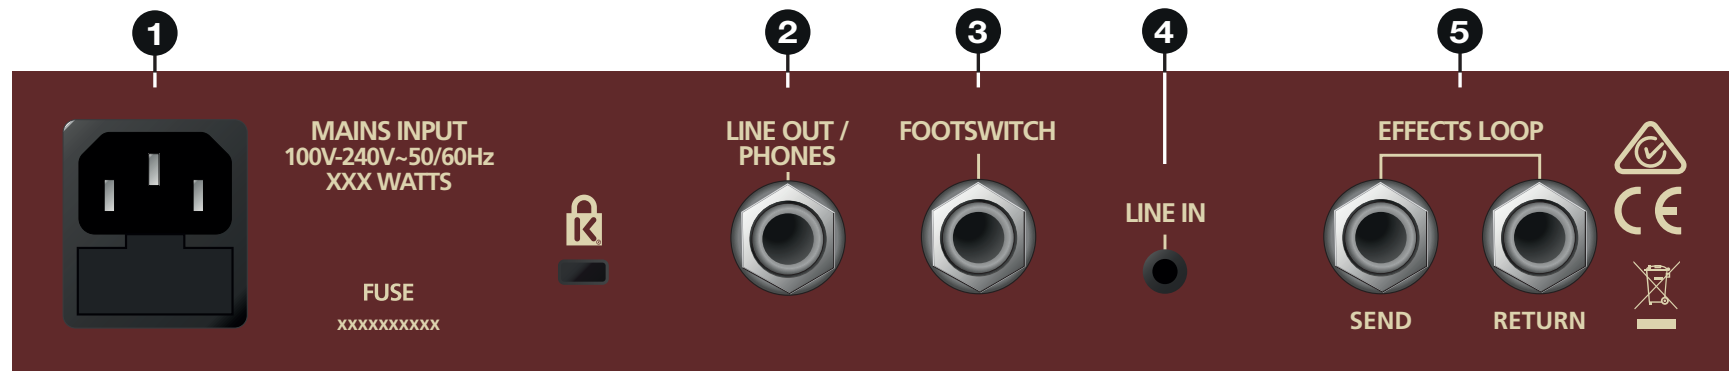 1
2
3
4
5
MAINS INPUT
100V-240V~50/60Hz
XXX WATTS
FUSE
xxxxxxxxxx
K
LINE OUT /
PHONES
FOOTSWITCH
LINE IN
EFFECTS LOOP
SEND
RETURN
CE